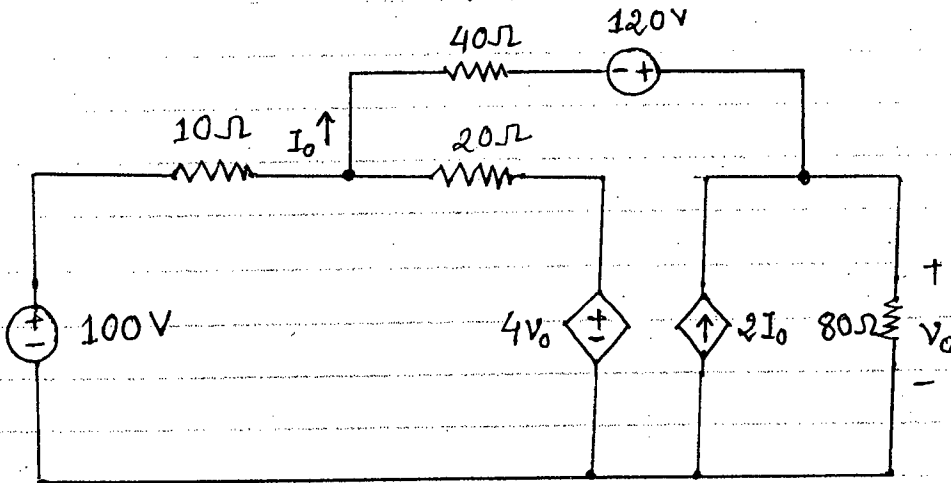 120V
40Ω
10Ω
I₀ ↑
20Ω
- +
+
-
100V
4v₀
+
-
↑
2I₀
80Ω
+
v₀
-